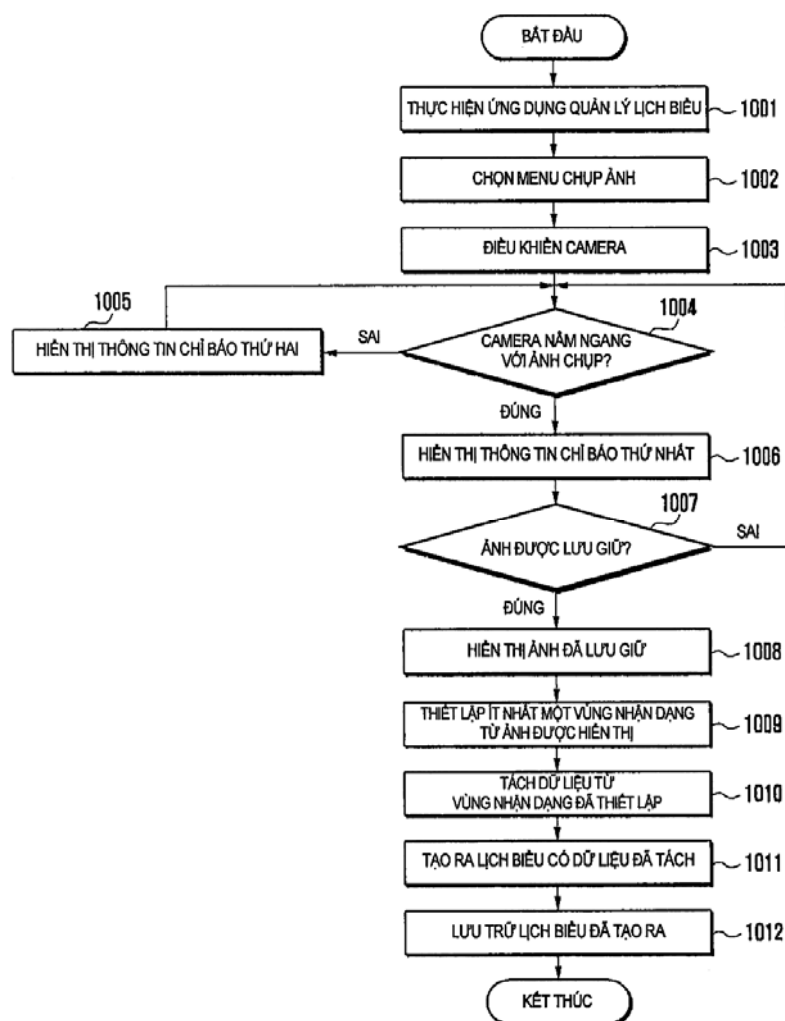 BẮT ĐẦU
THỰC HIỆN ỨNG DỤNG QUẢN LÝ LỊCH BIỂU
1001
CHỌN MENU CHỤP ẢNH
1002
ĐIỀU KHIỂN CAMERA
1003
1004
CAMERA NẰM NGANG
VỚI ẢNH CHỤP?
SAI
1005
HIỂN THỊ THÔNG TIN CHỈ BÁO THỨ HAI
ĐÚNG
HIỂN THỊ THÔNG TIN CHỈ BÁO THỨ NHẤT
1006
1007
ẢNH ĐƯỢC LƯU GIỮ?
SAI
ĐÚNG
HIỂN THỊ ẢNH ĐÃ LƯU GIỮ
1008
THIẾT LẬP ÍT NHẤT MỘT VÙNG NHẬN DẠNG
TỪ ẢNH ĐƯỢC HIỂN THỊ
1009
TÁCH DỮ LIỆU TỪ
VÙNG NHẬN DẠNG ĐÃ THIẾT LẬP
1010
TẠO RA LỊCH BIỂU CÓ DỮ LIỆU ĐÃ TÁCH
1011
LƯU TRỮ LỊCH BIỂU ĐÃ TẠO RA
1012
KẾT THÚC